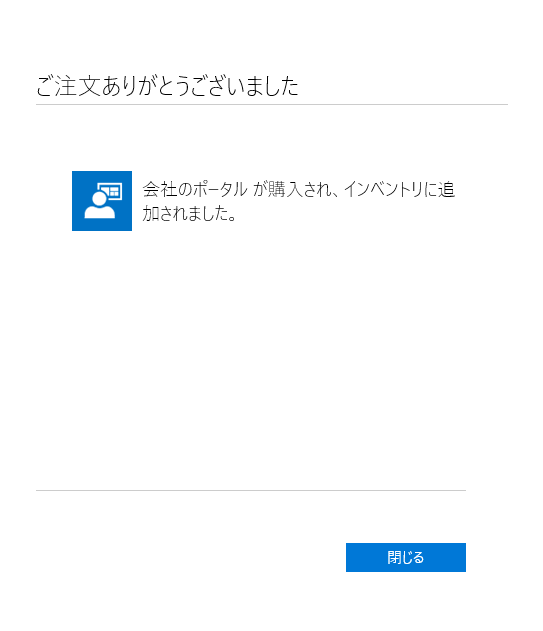 ご注文ありがとうございました
会社のポータル が購入され、インベントリに追
加されました。
閉じる